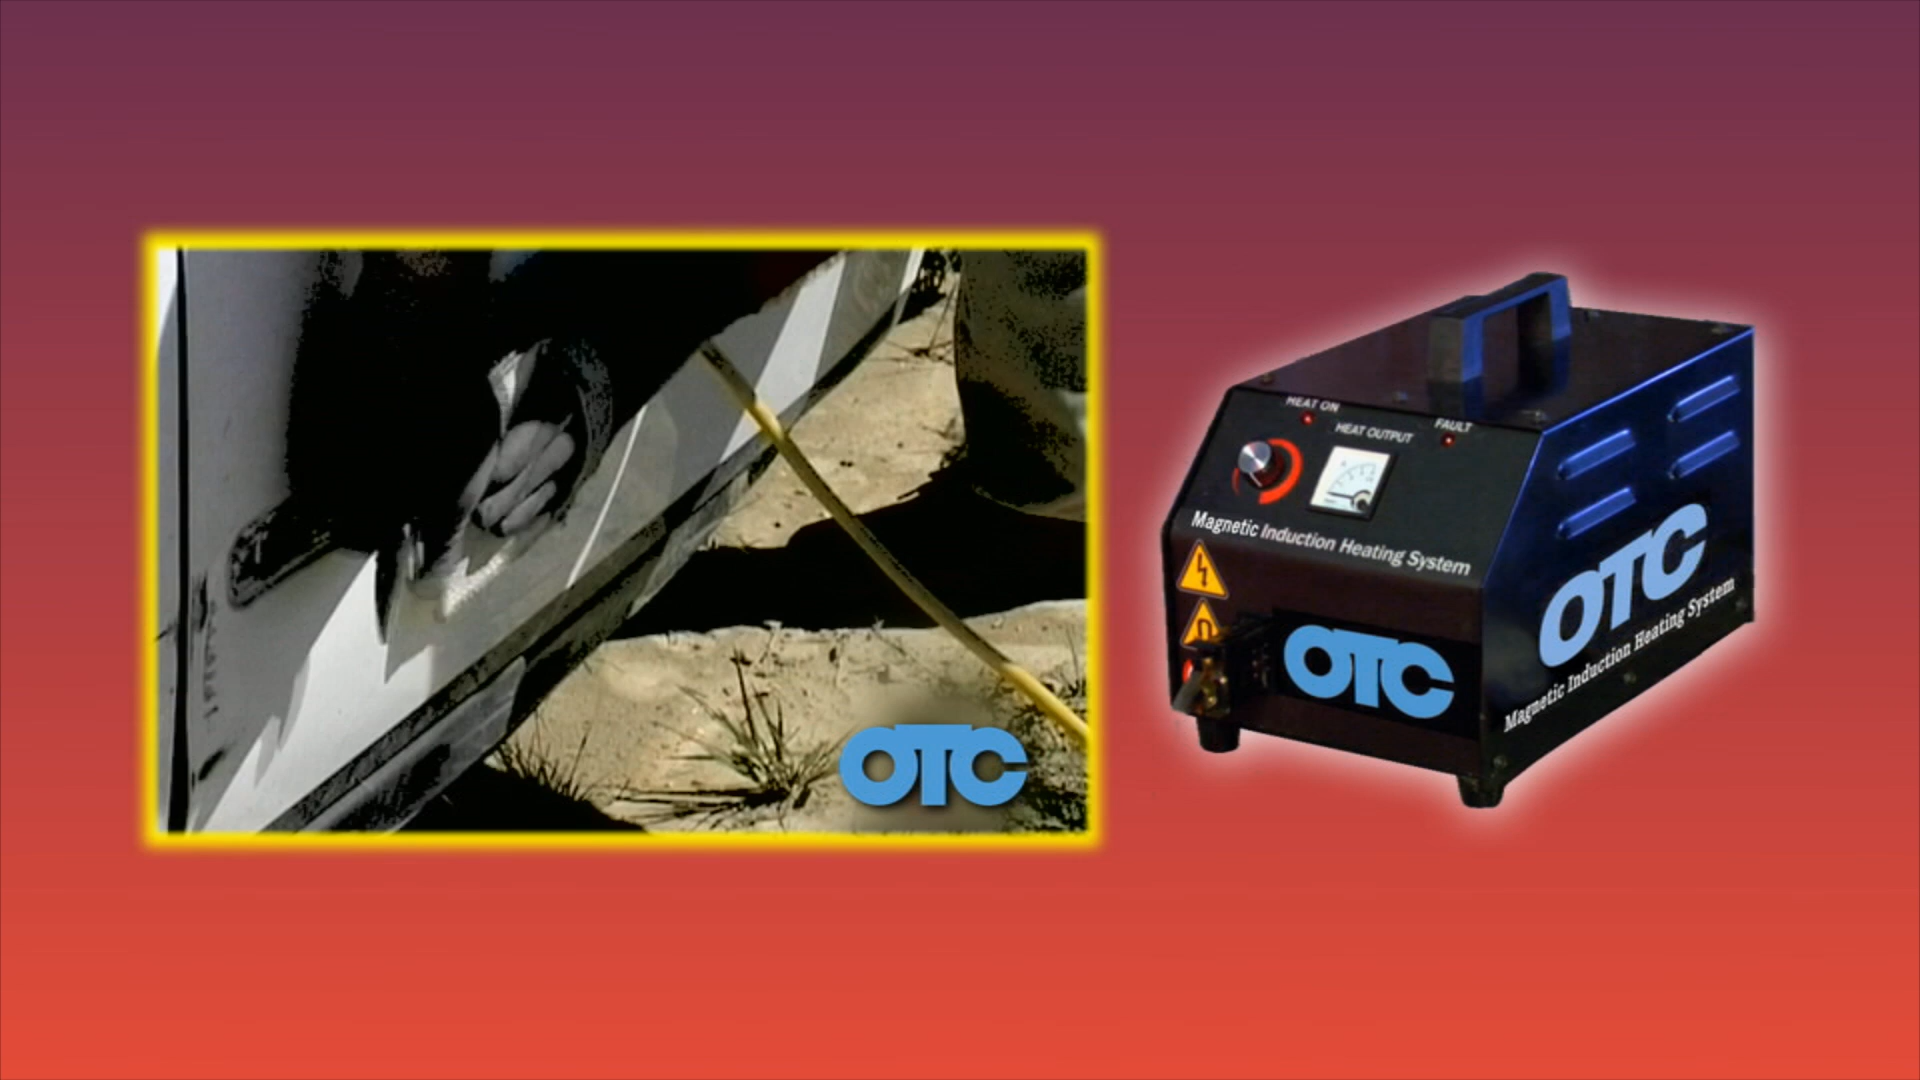 OTC
HEAT ON
HEAT OUTPUT
FAULT
Magnetic Induction Heating System
OTC
OTC
Magnetic Induction Heating System